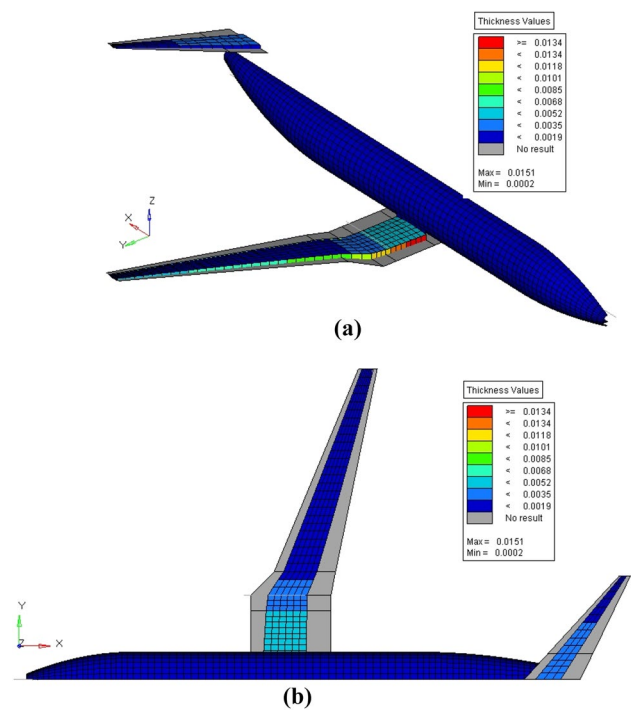 Thickness Values
>= 0.0134
< 0.0134
< 0.0118
< 0.0101
< 0.0085
< 0.0068
< 0.0052
< 0.0035
< 0.0019
No result
Max = 0.0151
Min = 0.0002
Z
X
Y
(a)
Thickness Values
>= 0.0134
< 0.0134
< 0.0118
< 0.0101
< 0.0085
< 0.0068
< 0.0052
< 0.0035
< 0.0019
No result
Max = 0.0151
Min = 0.0002
Y
Z
X
(b)